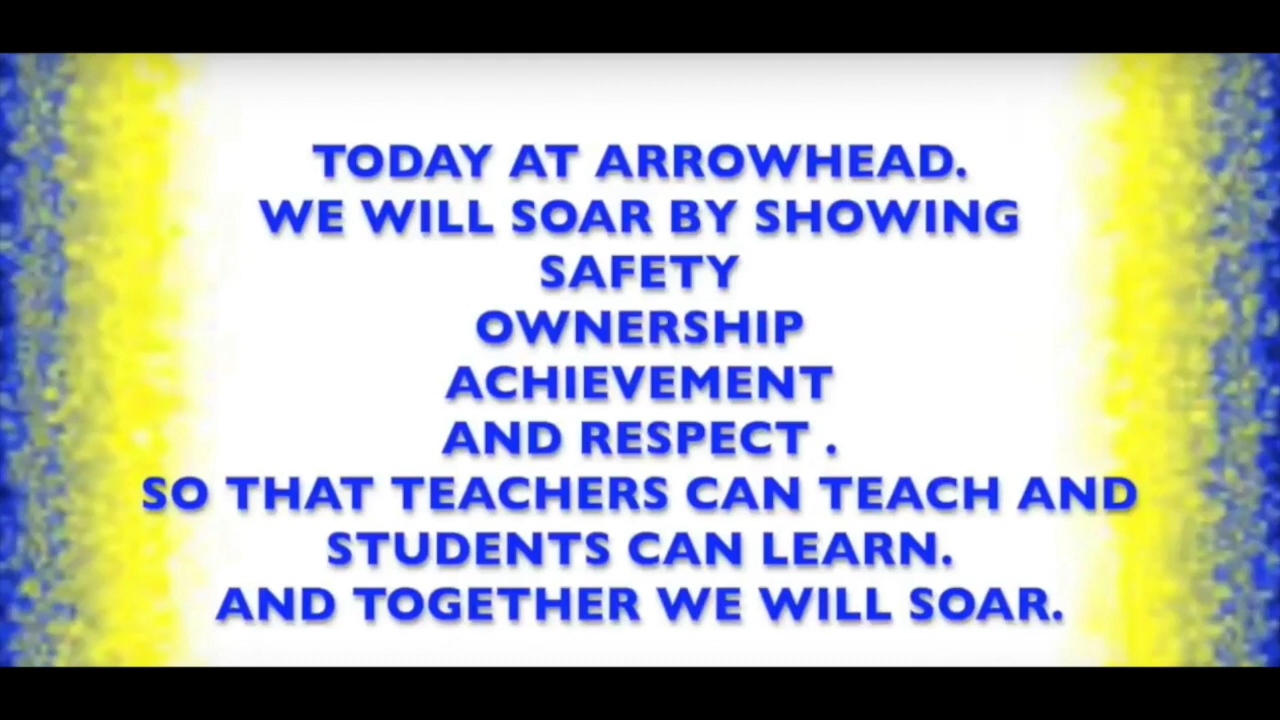 TODAY AT ARROWHEAD.
WE WILL SOAR BY SHOWING
SAFETY
OWNERSHIP
ACHIEVEMENT
AND RESPECT .
SO THAT TEACHERS CAN TEACH AND
STUDENTS CAN LEARN.
AND TOGETHER WE WILL SOAR.